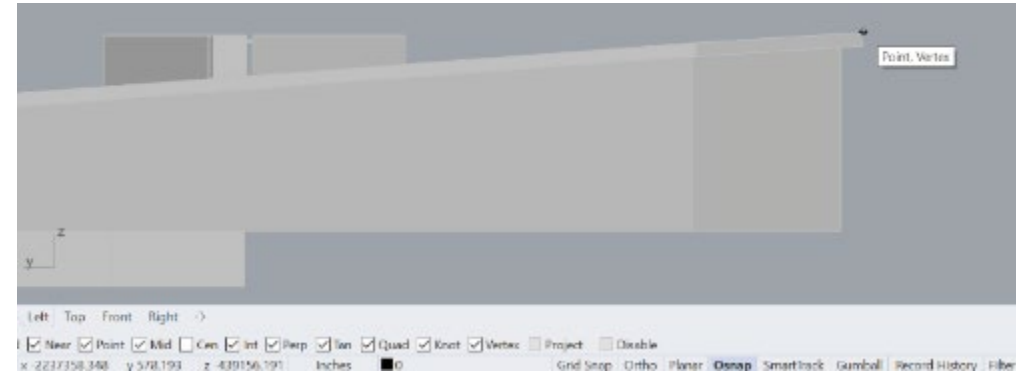 Point, Vertex
z
y
Left Top Front Right
Near Point Mid Cen Int Perp Tan Quad Knot Vertex Project Disable
x -2237358.348 y 578.193 z -439156.191 Inches 0 Grid Snap Ortho Planar Osnap SmartTrack Gumball Record History Filter